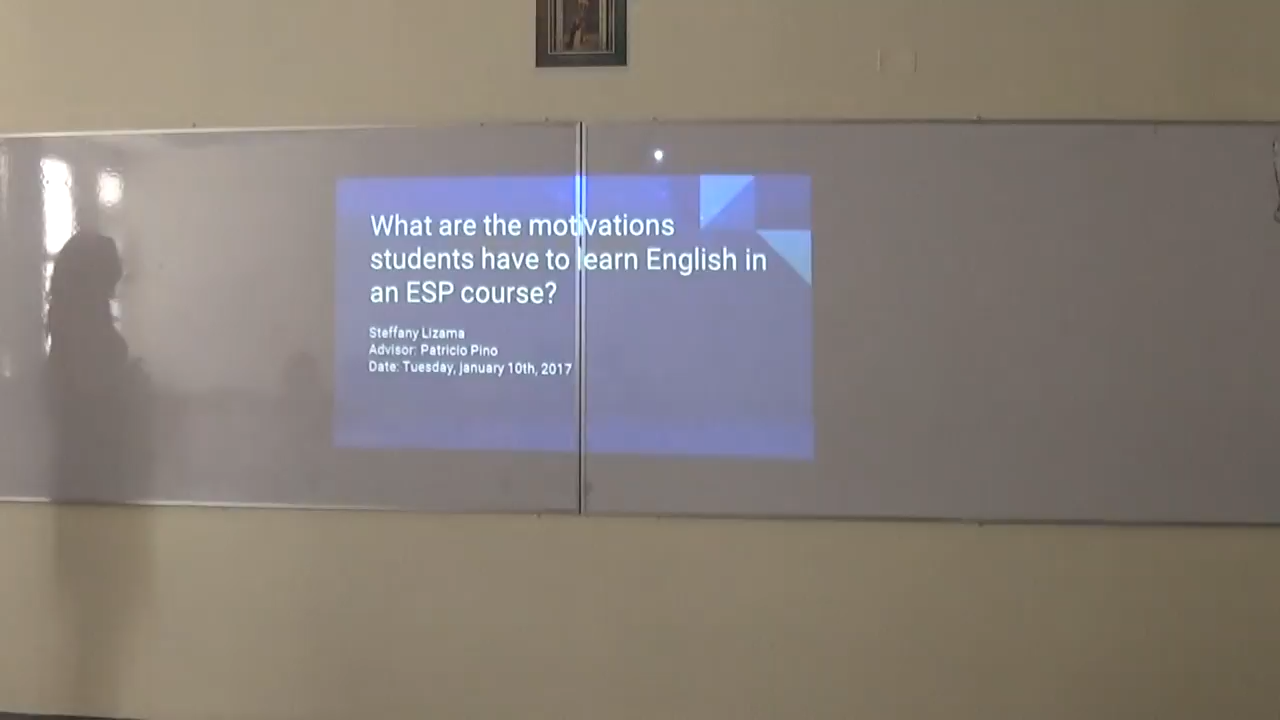 What are the motivations
students have to learn English in
an ESP course?
Steffany Lizama
Advisor: Patricio Pino
Date: Tuesday, january 10th, 2017